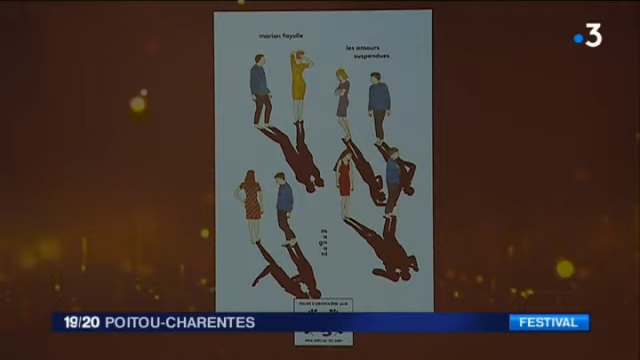 marion fayolle
les amours
suspendues
magnani
3
19/20 POITOU-CHARENTES
FESTIVAL